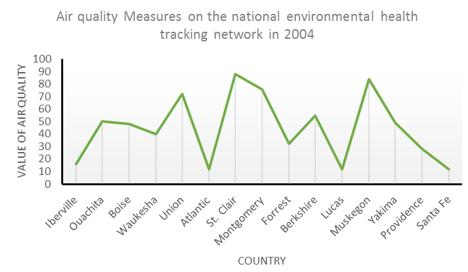 Air quality Measures on the national environmental health
tracking network in 2004
VALUE OF AIR QUALITY
100
90
80
70
60
50
40
30
20
10
0
Iberville
Ouachita
Boise
Waukesha
Union
Atlantic
St. Clair
Montgomery
Forrest
Berkshire
Lucas
Muskegon
Yakima
Providence
Santa Fe
COUNTRY